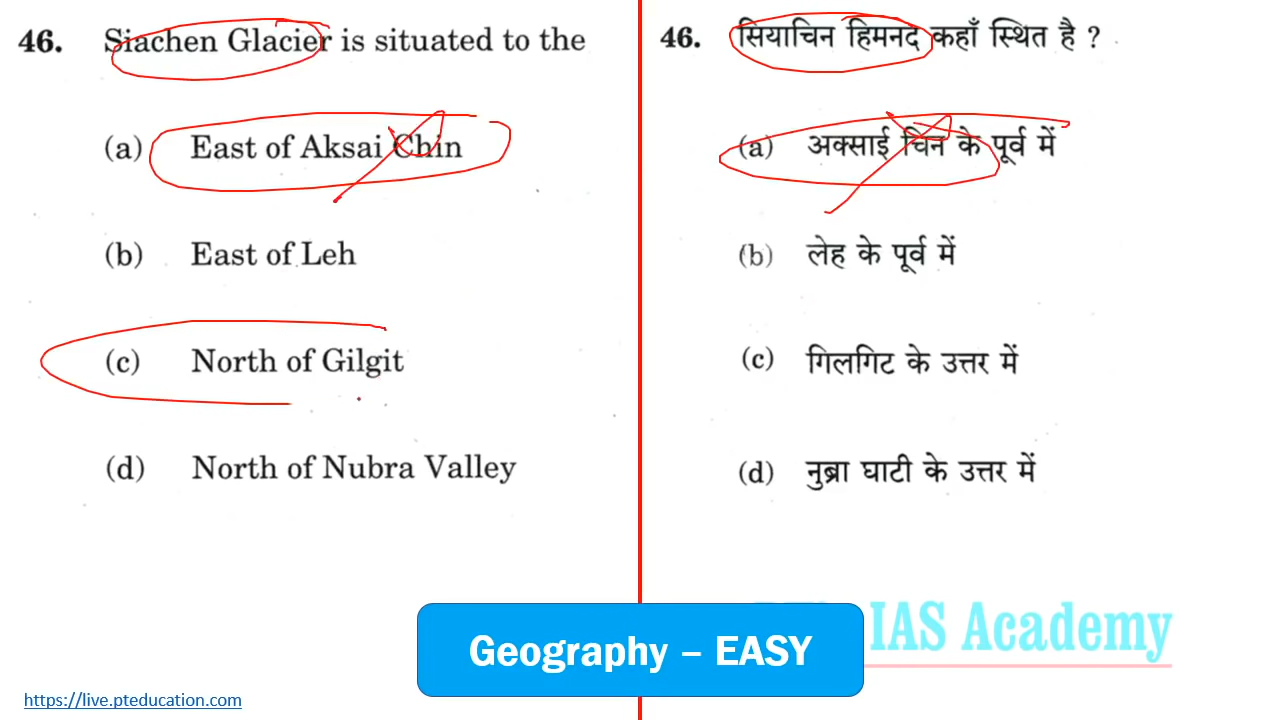 46. Siachen Glacier is situated to the
(a) East of Aksai Chin
(b) East of Leh
(c) North of Gilgit
(d) North of Nubra Valley
46. सियाचिन हिमनद कहाँ स्थित है ?
(a) अक्साई चिन के पूर्व में
(b) लेह के पूर्व में
(c) गिलगिट के उत्तर में
(d) नुब्रा घाटी के उत्तर में
IAS Academy
Geography – EASY
https://live.pteducation.com